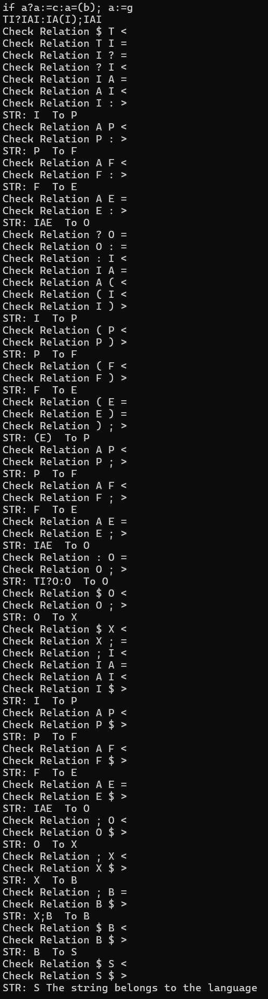 if a?a:=c:a=(b); a:=g
TI?IAI:IA(I);IAI
Check Relation $ T <
Check Relation T I =
Check Relation I ? =
Check Relation ? I <
Check Relation I A =
Check Relation A I <
Check Relation I : >
STR: I  To P
Check Relation A P <
Check Relation P : >
STR: P  To F
Check Relation A F <
Check Relation F : >
STR: F  To E
Check Relation A E =
Check Relation E : >
STR: IAE  To O
Check Relation ? O =
Check Relation O : =
Check Relation : I <
Check Relation I A =
Check Relation A ( <
Check Relation ( I <
Check Relation I ) >
STR: I  To P
Check Relation ( P <
Check Relation P ) >
STR: P  To F
Check Relation ( F <
Check Relation F ) >
STR: F  To E
Check Relation ( E =
Check Relation E ) =
Check Relation ) ; >
STR: (E)  To P
Check Relation A P <
Check Relation P ; >
STR: P  To F
Check Relation A F <
Check Relation F ; >
STR: F  To E
Check Relation A E =
Check Relation E ; >
STR: IAE  To O
Check Relation : O =
Check Relation O ; >
STR: TI?O:O  To O
Check Relation $ O <
Check Relation O ; >
STR: O  To X
Check Relation $ X <
Check Relation X ; =
Check Relation ; I <
Check Relation I A =
Check Relation A I <
Check Relation I $ >
STR: I  To P
Check Relation A P <
Check Relation P $ >
STR: P  To F
Check Relation A F <
Check Relation F $ >
STR: F  To E
Check Relation A E =
Check Relation E $ >
STR: IAE  To O
Check Relation ; O <
Check Relation O $ >
STR: O  To X
Check Relation ; X <
Check Relation X $ >
STR: X  To B
Check Relation ; B =
Check Relation B $ >
STR: X;B  To B
Check Relation $ B <
Check Relation B $ >
STR: B  To S
Check Relation $ S <
Check Relation S $ >
STR: S The string belongs to the language